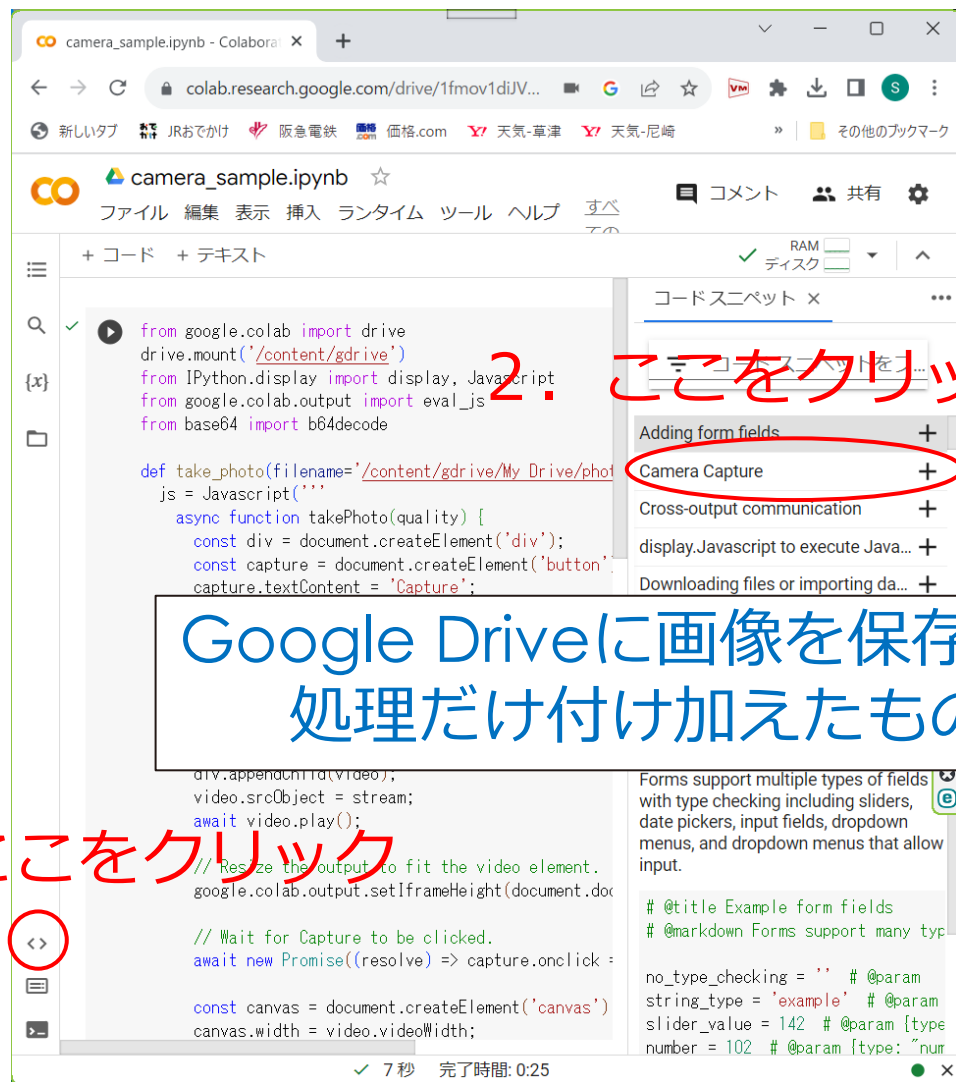 camera_sample.ipynb - Colabora
colab.research.google.com/drive/1fmov1diJV...
新しいタブ JRおでかけ 阪急電鉄 価格.com 天気-草津 天気-尼崎 » その他のブックマーク
camera_sample.ipynb
コメント 共有
ファイル 編集 表示 挿入 ランタイム ツール ヘルプ すべ
+ コード + テキスト
RAM
ディスク
コード スニペット ×
from google.colab import drive
drive.mount('/content/gdrive')
from IPython.display import display, Javascript
from google.colab.output import eval_js
from base64 import b64decode
2. ここをクリッ
def take_photo(filename='/content/gdrive/My Drive/phot
js = Javascript('''
async function takePhoto(quality) {
const div = document.createElement('div');
const capture = document.createElement('button')
capture.textContent = 'Capture';
Adding form fields
Camera Capture
Cross-output communication
display.Javascript to execute Java...
Downloading files or importing da...
Google Driveに画像を保存
処理だけ付け加えたもの
div.appendChild(video);
video.srcObject = stream;
await video.play();
ここをクリック
// Resize the output to fit the video element.
google.colab.output.setIframeHeight(document.doc
// Wait for Capture to be clicked.
await new Promise((resolve) => capture.onclick =
const canvas = document.createElement('canvas')
canvas.width = video.videoWidth;
Forms support multiple types of fields
with type checking including sliders,
date pickers, input fields, dropdown
menus, and dropdown menus that allow
input.
# @title Example form fields
# @markdown Forms support many typ
no_type_checking = '' # @param
string_type = 'example' # @param
slider_value = 142 # @param {type
number = 102 # @param {type: "num
7 秒 完了時間: 0:25